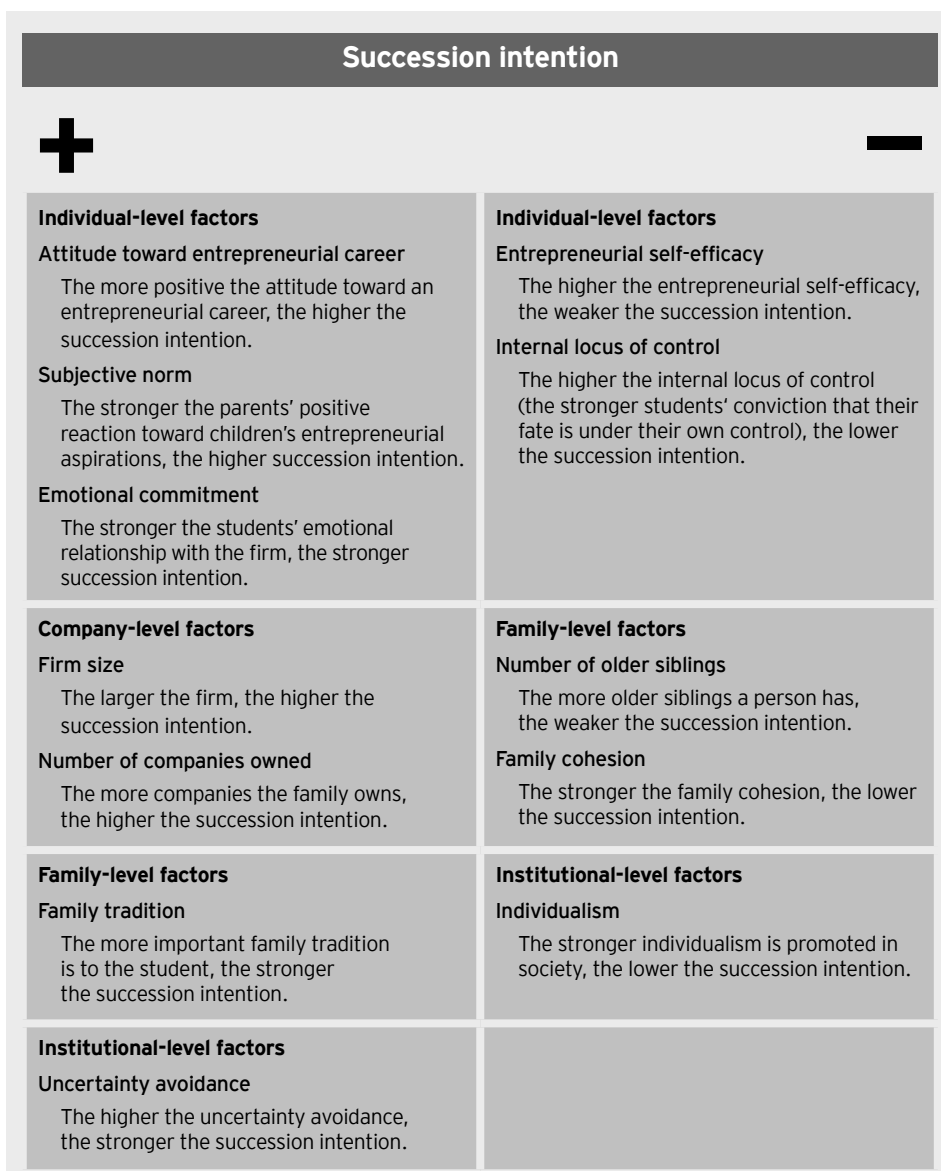 Succession intention
+
−
Individual-level factors
Attitude toward entrepreneurial career
The more positive the attitude toward an
entrepreneurial career, the higher the
succession intention.
Subjective norm
The stronger the parents’ positive
reaction toward children’s entrepreneurial
aspirations, the higher succession intention.
Emotional commitment
The stronger the students’ emotional
relationship with the firm, the stronger
succession intention.
Individual-level factors
Entrepreneurial self-efficacy
The higher the entrepreneurial self-efficacy,
the weaker the succession intention.
Internal locus of control
The higher the internal locus of control
(the stronger students‘ conviction that their
fate is under their own control), the lower
the succession intention.
Company-level factors
Firm size
The larger the firm, the higher the
succession intention.
Number of companies owned
The more companies the family owns,
the higher the succession intention.
Family-level factors
Number of older siblings
The more older siblings a person has,
the weaker the succession intention.
Family cohesion
The stronger the family cohesion, the lower
the succession intention.
Family-level factors
Family tradition
The more important family tradition
is to the student, the stronger
the succession intention.
Institutional-level factors
Individualism
The stronger individualism is promoted in
society, the lower the succession intention.
Institutional-level factors
Uncertainty avoidance
The higher the uncertainty avoidance,
the stronger the succession intention.